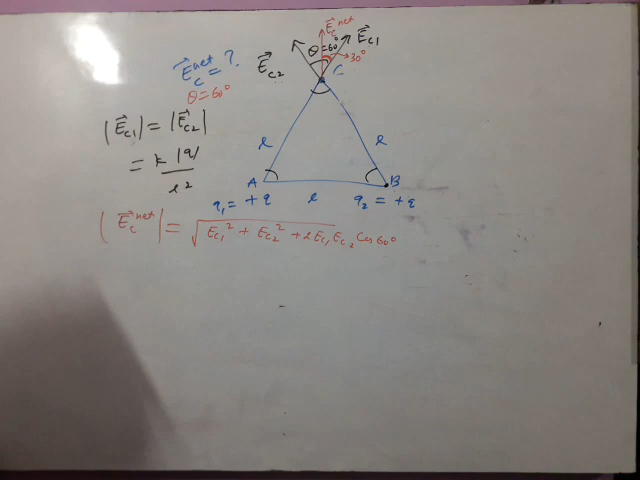 E⃗_C^net
θ=60°
E⃗_C1
30°
E⃗_C2
C
E⃗_C^net = ?
θ=60°
|E⃗_C1| = |E⃗_C2|
= k|q| / l²
l
l
A
B
q₁ = +q
l
q₂ = +q
|E⃗_C^net| = √(E_C1² + E_C2² + 2E_C1 E_C2 Cos 60°)